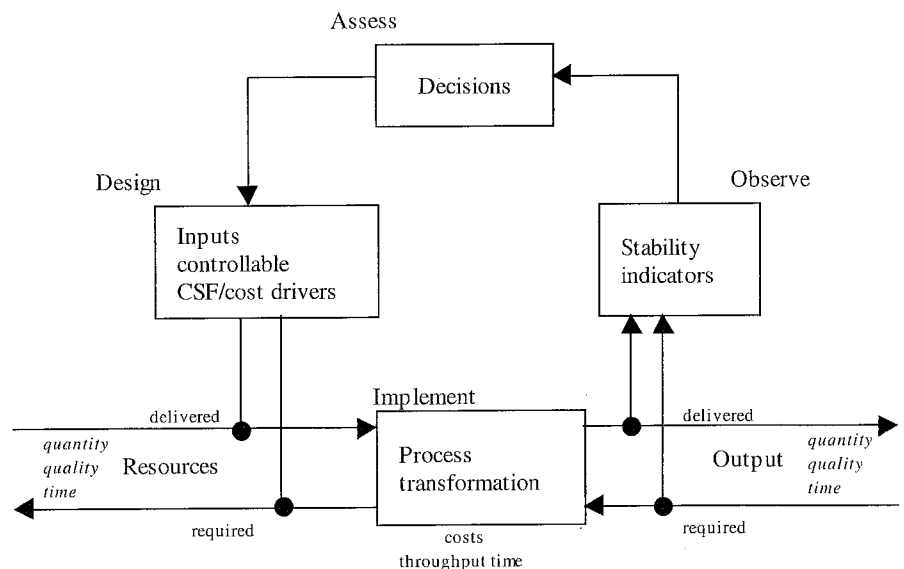 Assess
Decisions
Design
Observe
Inputs
controllable
CSF/cost drivers
Stability
indicators
Implement
delivered
delivered
quantity
quality
time
Resources
Process
transformation
Output
quantity
quality
time
required
required
costs
throughput time